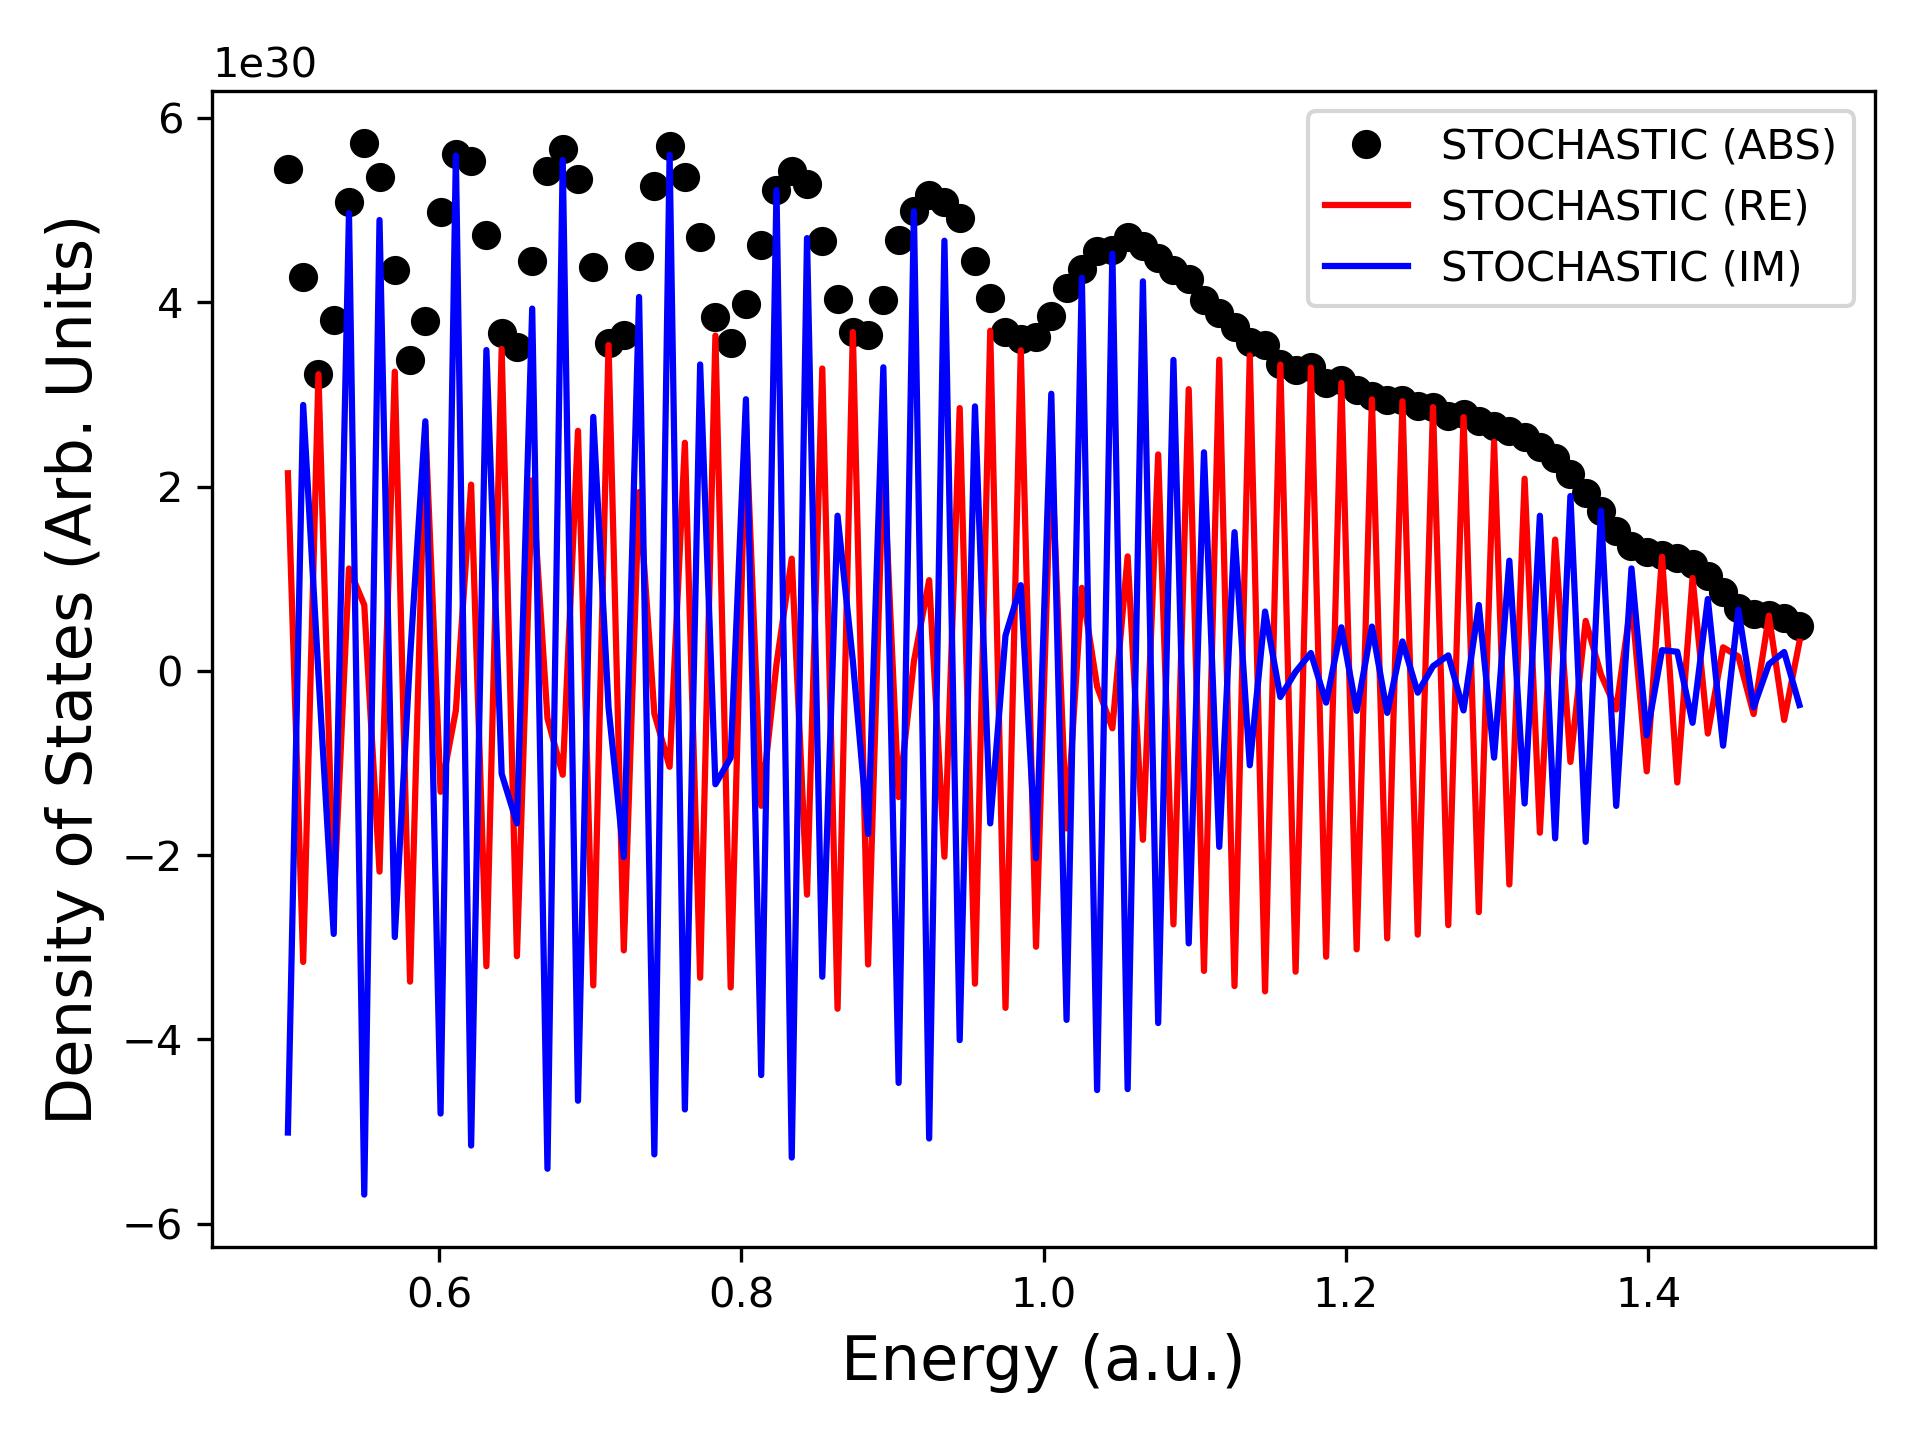 1e30
6
4
2
0
−2
−4
−6
Density of States (Arb. Units)
STOCHASTIC (ABS)
STOCHASTIC (RE)
STOCHASTIC (IM)
0.6 0.8 1.0 1.2 1.4
Energy (a.u.)